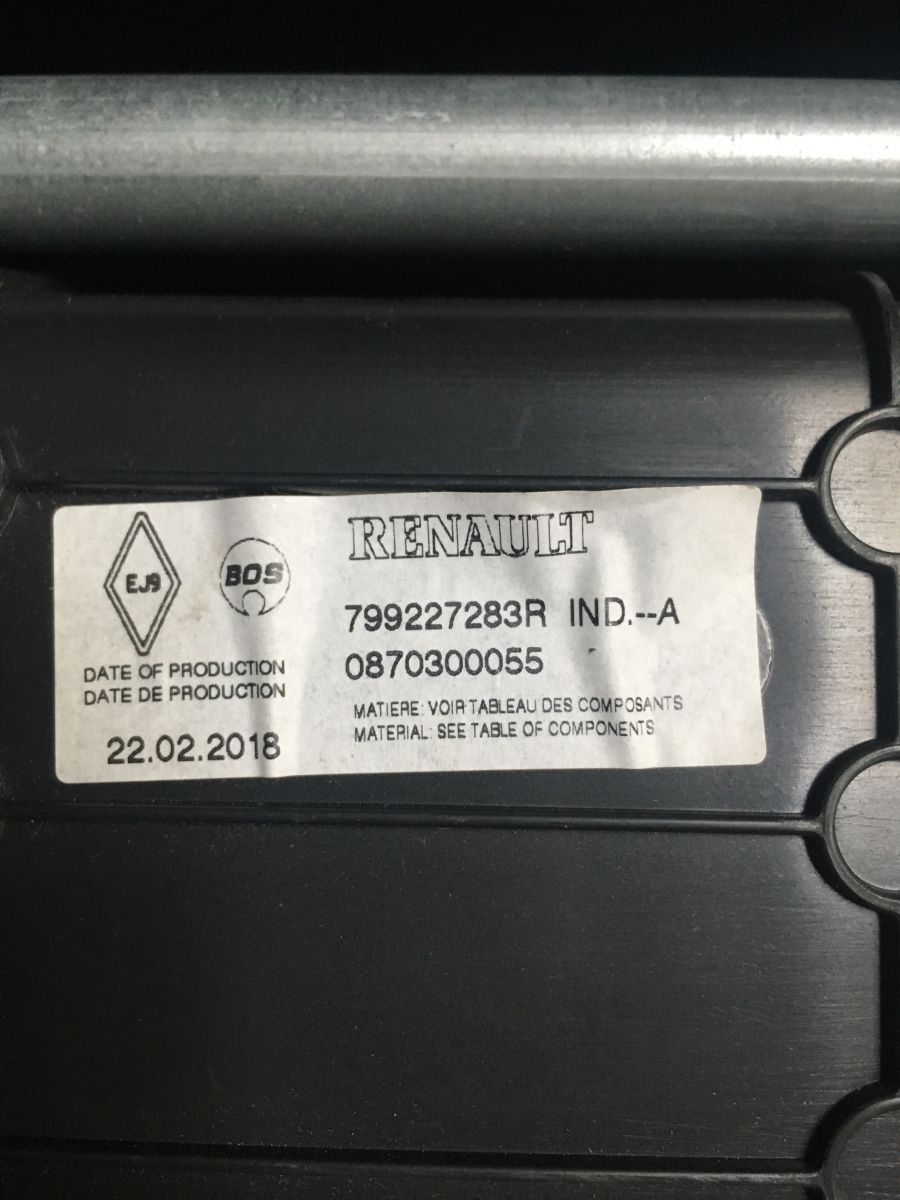 EJ9
BOS
RENAULT
799227283R IND.--A
0870300055
DATE OF PRODUCTION
DATE DE PRODUCTION
22.02.2018
MATIERE: VOIR TABLEAU DES COMPOSANTS
MATERIAL: SEE TABLE OF COMPONENTS